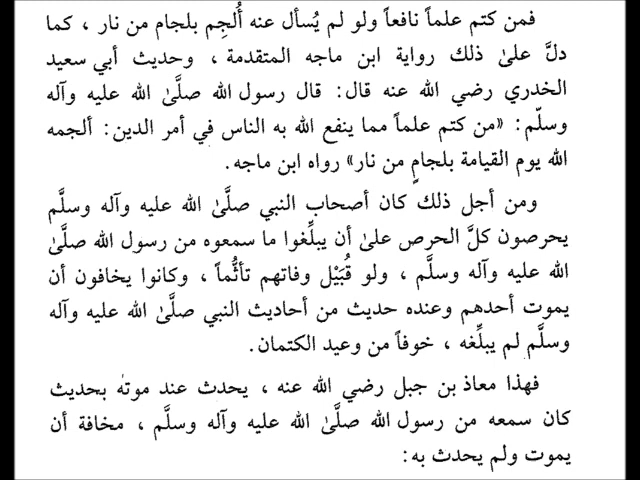 فمن كتم علماً نافعاً ولو لم يُسأل عنه أُلجِم بلجام من نار ، كما
دلَّ علىٰ ذلك رواية ابن ماجه المتقدمة ، وحديث أبي سعيد
الخدري رضي الله عنه قال: قال رسول الله صلَّىٰ الله عليه وآله
وسلّم: «من كتم علماً مما ينفع الله به الناس في أمر الدين: ألجمه
الله يوم القيامة بلجامٍ من نار» رواه ابن ماجه.
ومن أجل ذلك كان أصحاب النبي صلَّىٰ الله عليه وآله وسلَّم
يحرصون كلَّ الحرص علىٰ أن يبلِّغوا ما سمعوه من رسول الله صلَّىٰ
الله عليه وآله وسلَّم ، ولو قُبَيْل وفاتهم تأثُّماً ، وكانوا يخافون أن
يموت أحدهم وعنده حديث من أحاديث النبي صلَّىٰ الله عليه وآله
وسلَّم لم يبلِّغه ، خوفاً من وعيد الكتمان.
فهذا معاذ بن جبل رضي الله عنه ، يحدث عند موته بحديث
كان سمعه من رسول الله صلَّىٰ الله عليه وآله وسلَّم ، مخافة أن
يموت ولم يحدث به: